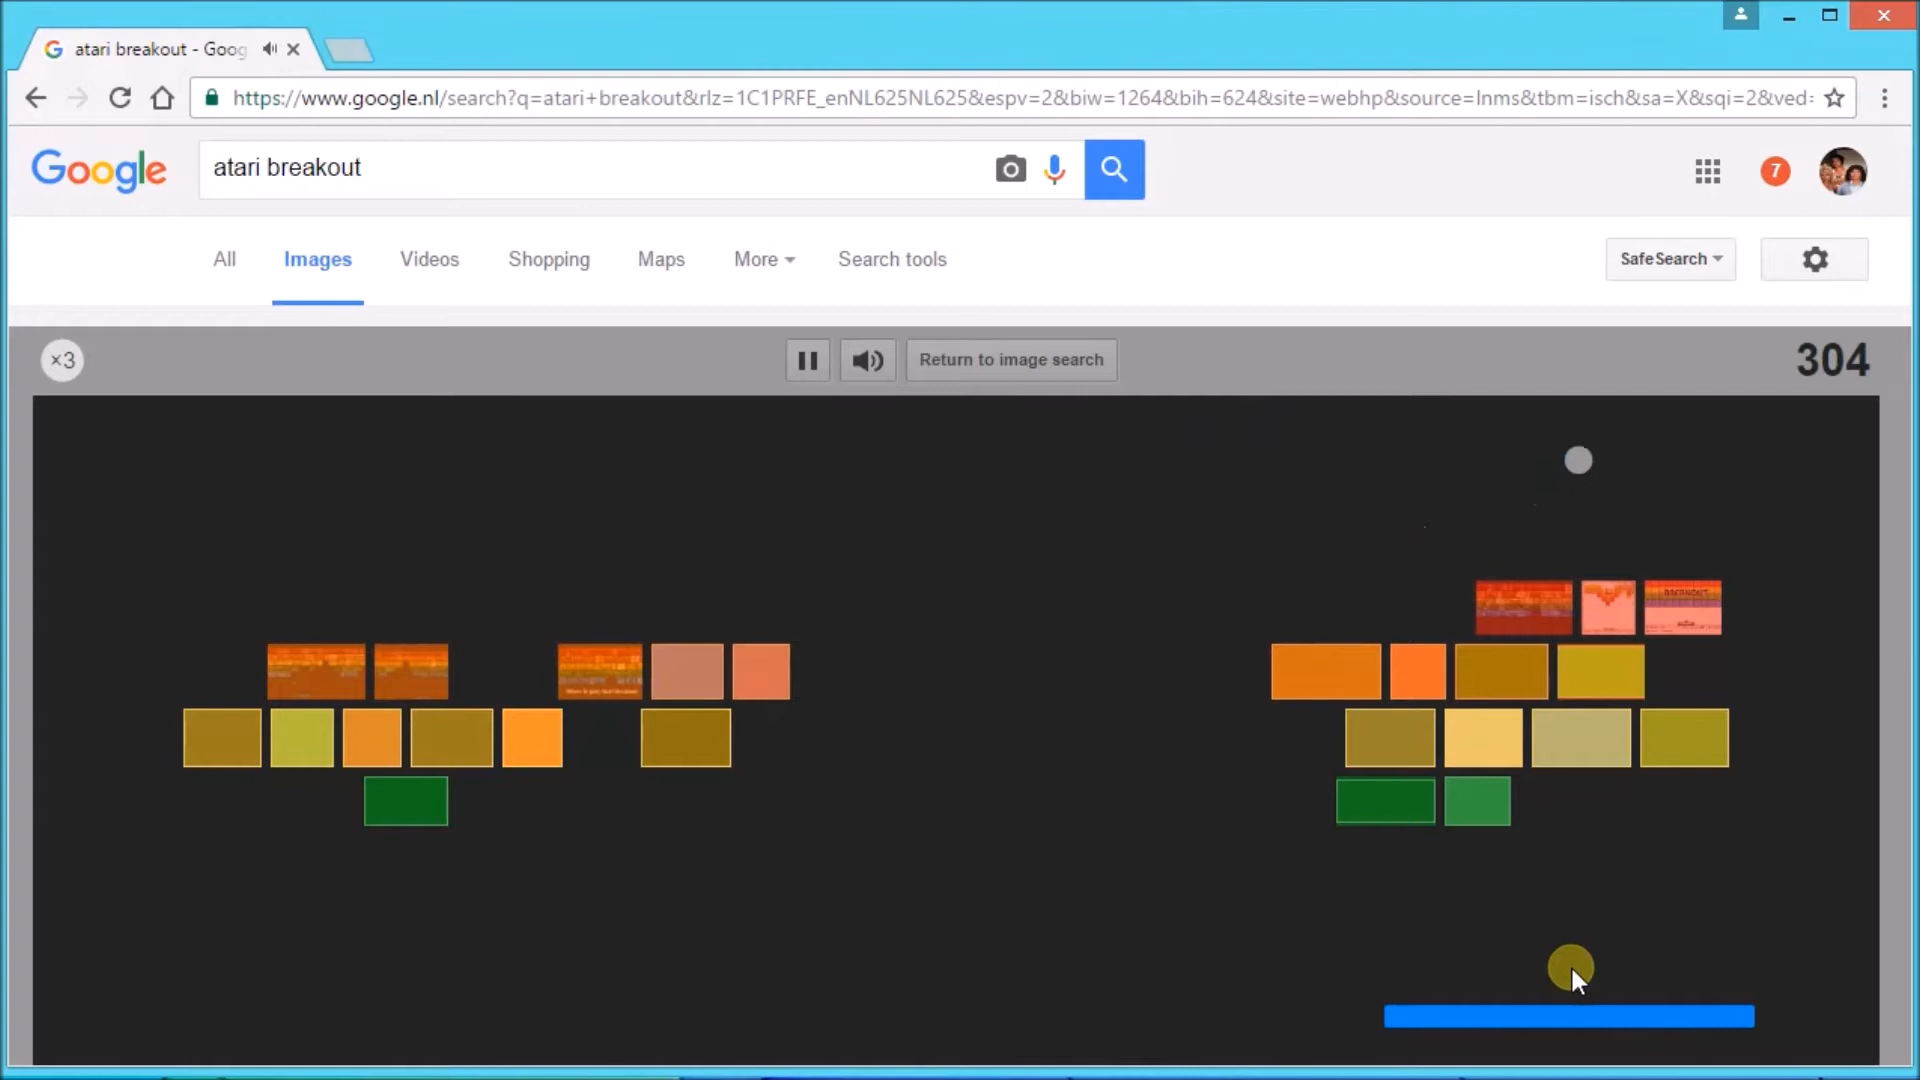 atari breakout - Goog
https://www.google.nl/search?q=atari+breakout&rlz=1C1PRFE_enNL625NL625&espv=2&biw=1264&bih=624&site=webhp&source=lnms&tbm=isch&sa=X&sqi=2&ved=
Google
atari breakout
7
All Images Videos Shopping Maps More Search tools
SafeSearch
×3
Return to image search
304
BREAKOUT